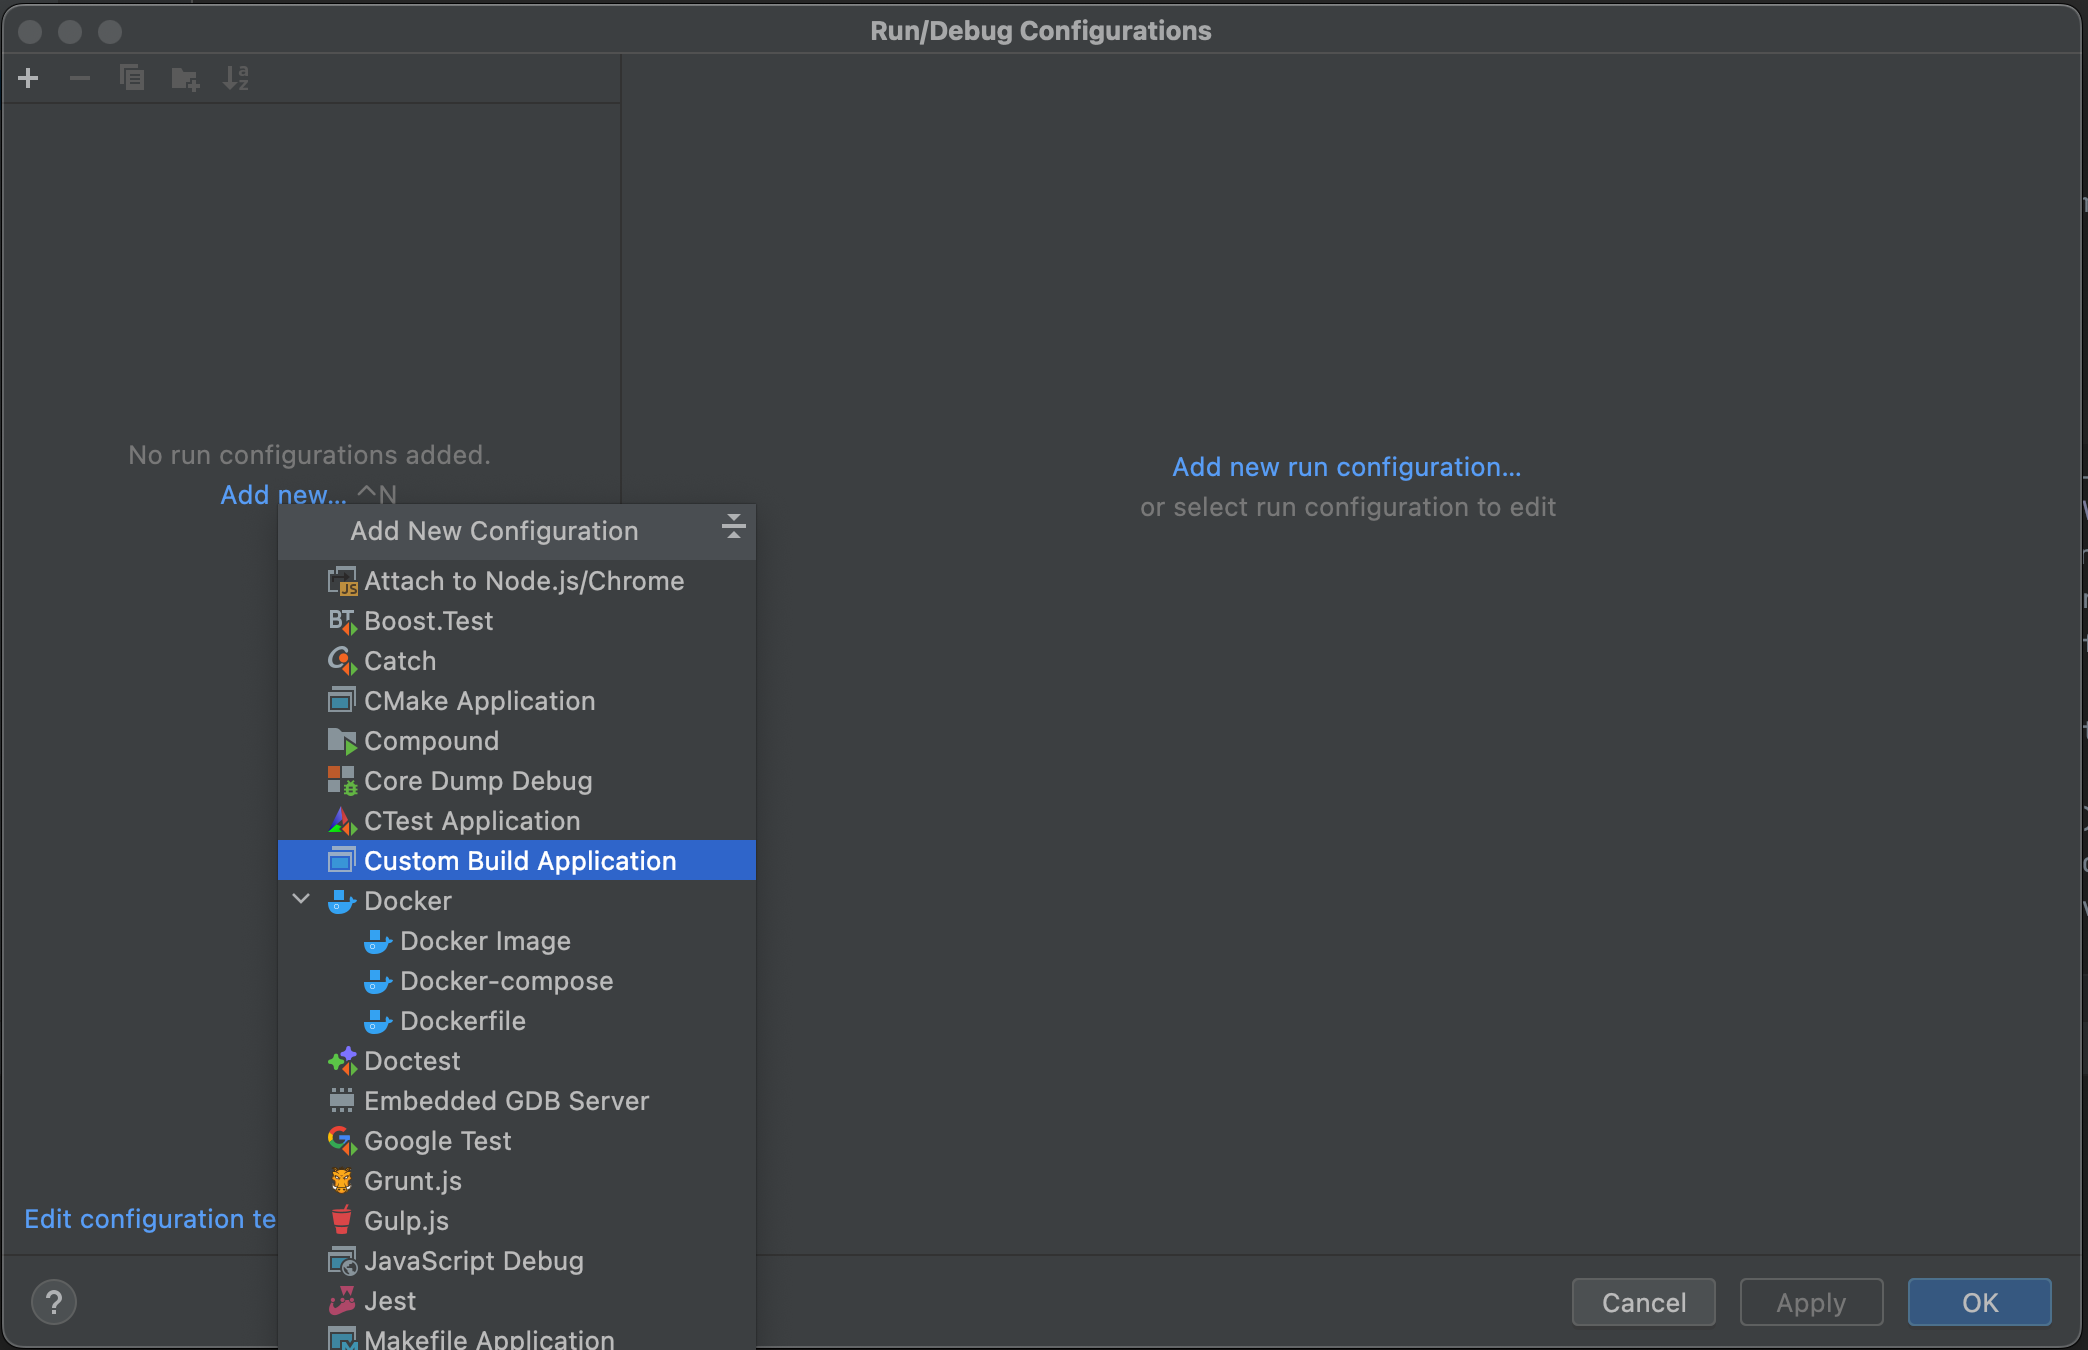 Run/Debug Configurations
No run configurations added.
Add new... ^N
Add new run configuration...
or select run configuration to edit
Add New Configuration
Attach to Node.js/Chrome
Boost.Test
Catch
CMake Application
Compound
Core Dump Debug
CTest Application
Custom Build Application
Docker
Docker Image
Docker-compose
Dockerfile
Doctest
Embedded GDB Server
Google Test
Grunt.js
Gulp.js
JavaScript Debug
Jest
Makefile Application
Edit configuration te
?
Cancel
Apply
OK